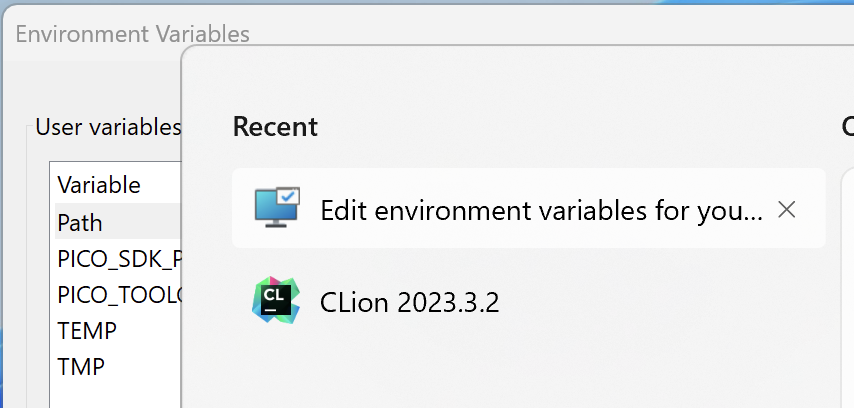 Environment Variables
User variables
Recent
Variable
Path
Edit environment variables for you...
PICO_SDK_P
PICO_TOOL
CL
CLion 2023.3.2
TEMP
TMP